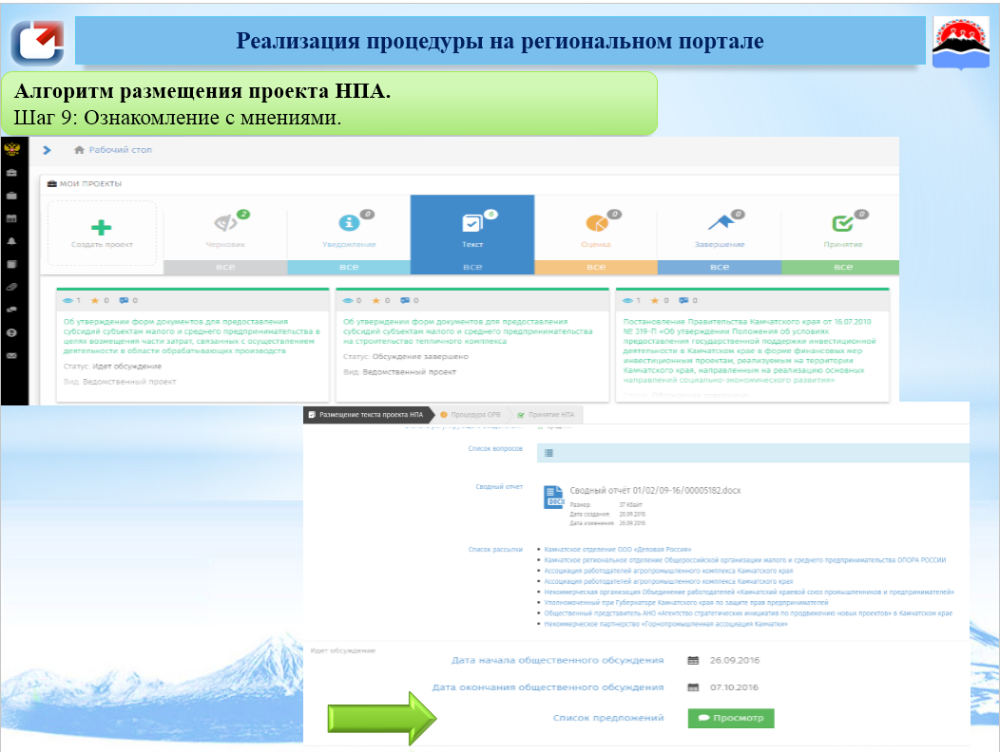 Реализация процедуры на региональном портале
Алгоритм размещения проекта НПА.
Шаг 9: Ознакомление с мнениями.
Рабочий стол
МОИ ПРОЕКТЫ
Создать проект
2
Черновик
все
0
Уведомление
все
6
Текст
все
0
Оценка
все
0
Завершение
все
0
Принятие
все
1 0 0
Об утверждении форм документов для предоставления
субсидий субъектам малого и среднего предпринимательства в
целях возмещения части затрат, связанных с осуществлением
деятельности в области обрабатывающих производств
Статус: Идет обсуждение
Вид: Ведомственный проект
0 0 0
Об утверждении форм документов для предоставления
субсидий субъектам малого и среднего предпринимательства
на строительство тепличного комплекса
Статус: Обсуждение завершено
Вид: Ведомственный проект
1 0 0
Постановление Правительства Камчатского края от 16.07.2010
№ 319-П «Об утверждении Положения об условиях
предоставления государственной поддержки инвестиционной
деятельности в Камчатском крае в форме финансовых мер
инвестиционным проектам, реализуемым на территории
Камчатского края, направленным на реализацию основных
направлений социально-экономического развития»
Размещение текста проекта НПА
Процедура ОРВ
Принятие НПА
Список вопросов
Сводный отчет
DOCX
Сводный отчёт 01/02/09-16/00005182.docx
Размер: 37 Кбайт
Дата создания: 26.09.2016
Дата изменения: 26.09.2016
Список рассылки
Камчатское отделение ООО «Деловая Россия»
Камчатское региональное отделение Общероссийской организации малого и среднего предпринимательства ОПОРА РОССИИ
Ассоциация работодателей агропромышленного комплекса Камчатского края
Ассоциация работодателей агропромышленного комплекса Камчатского края
Некоммерческая организация Объединение работодателей «Камчатский краевой союз промышленников и предпринимателей»
Уполномоченный при Губернаторе Камчатского края по защите прав предпринимателей
Общественный представитель АНО «Агентство стратегических инициатив по продвижению новых проектов» в Камчатском крае
Некоммерческое партнерство «Горнопромышленная ассоциация Камчатки»
Идет обсуждение
Дата начала общественного обсуждения 26.09.2016
Дата окончания общественного обсуждения 07.10.2016
Список предложений Просмотр